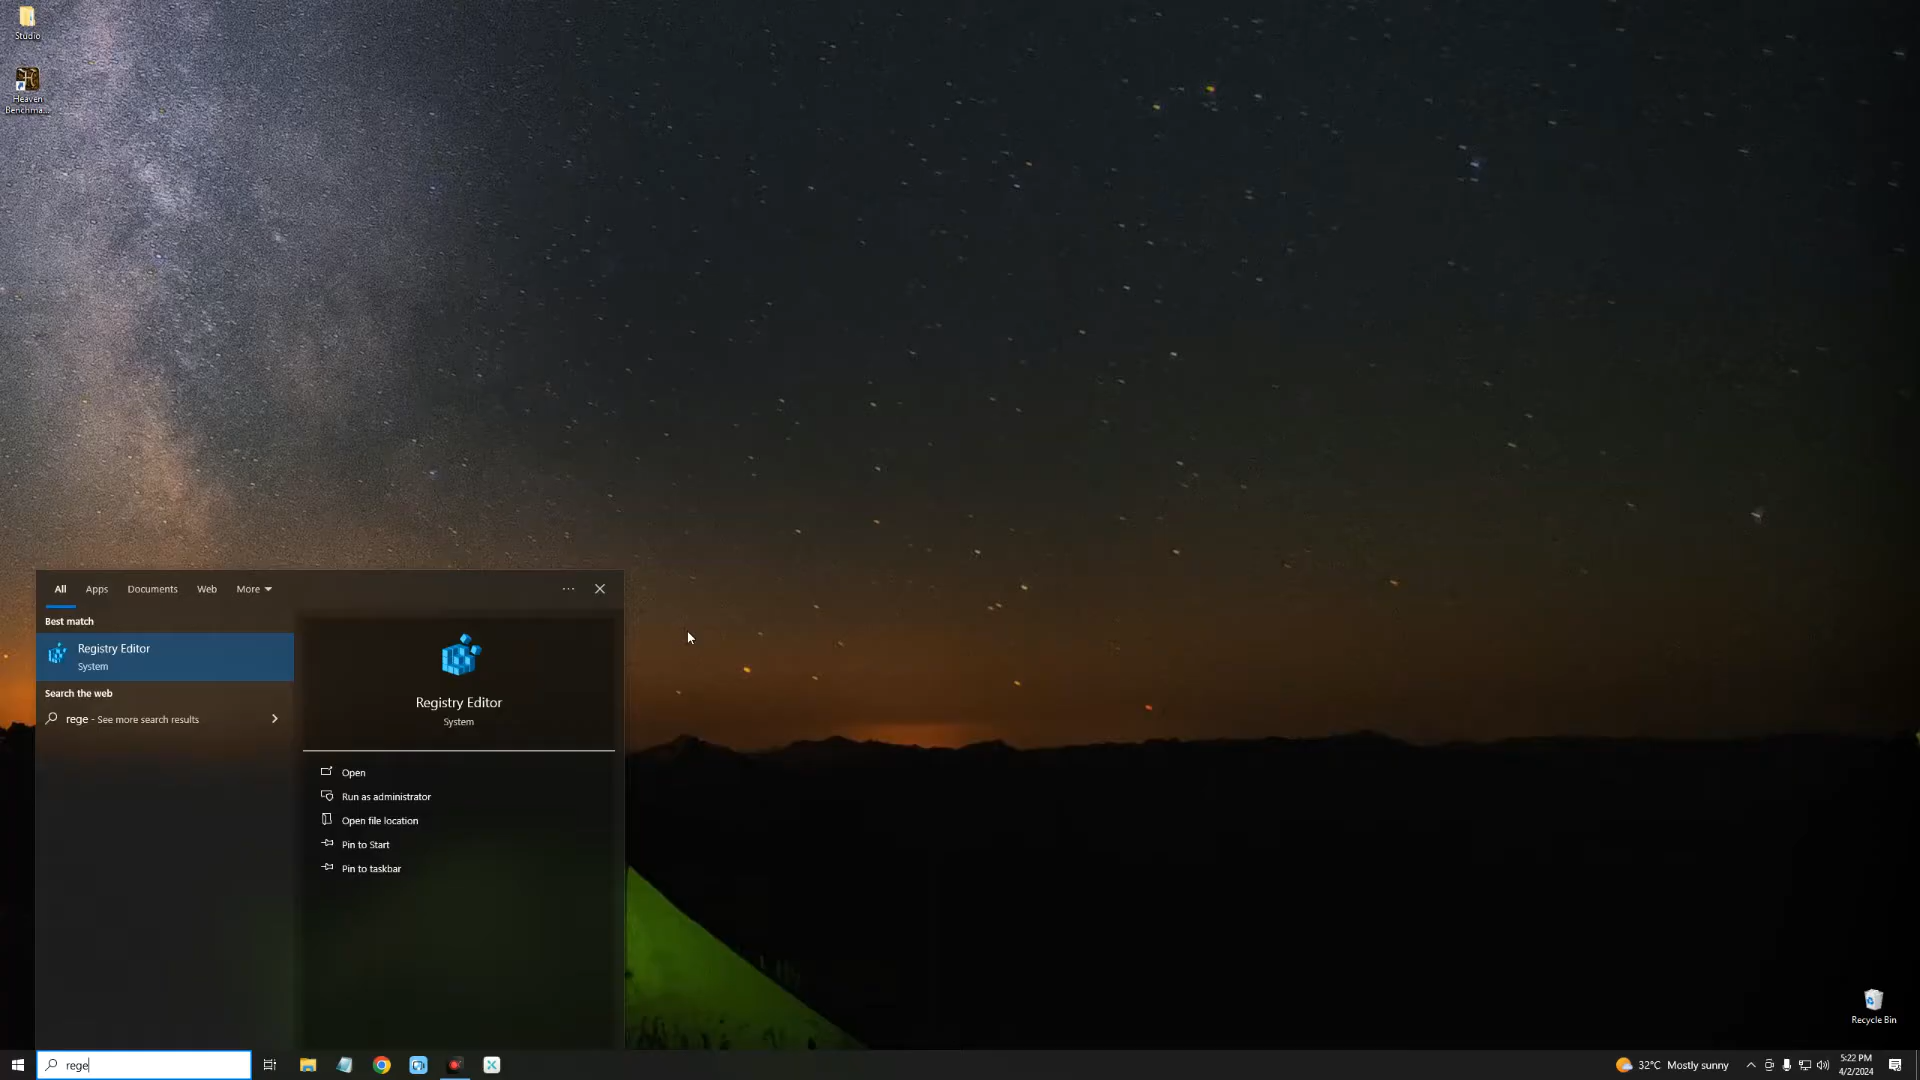 Studio
Heaven
Benchma...
All Apps Documents Web More
Best match
Registry Editor
System
Search the web
rege - See more search results
Registry Editor
System
Open
Run as administrator
Open file location
Pin to Start
Pin to taskbar
Recycle Bin
rege
32°C Mostly sunny
5:22 PM
4/2/2024